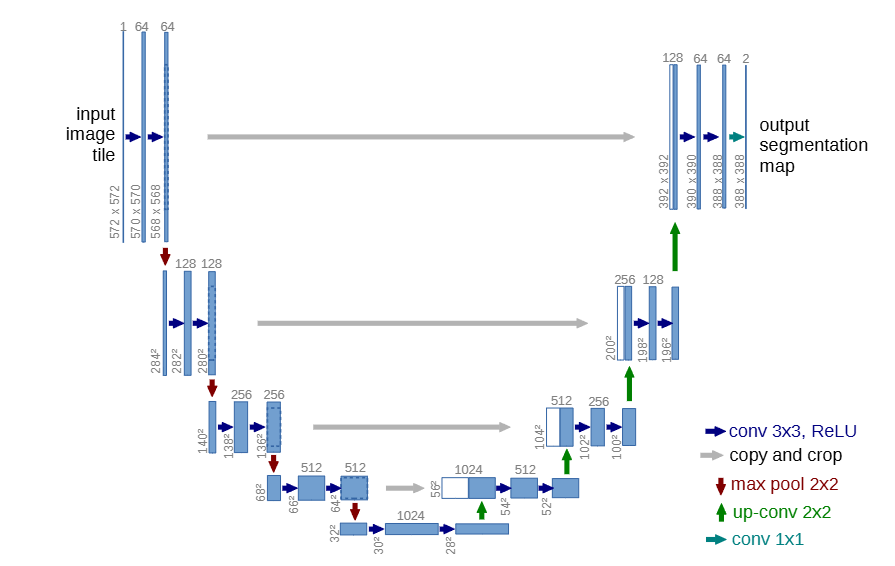 1 64 64
input
image
tile
572 x 572
570 x 570
568 x 568
128 64 64 2
output
segmentation
map
392 x 392
390 x 390
388 x 388
388 x 388
128 128
284²
282²
280²
256 128
200²
198²
196²
256 256
140²
138²
136²
512 256
104²
102²
100²
512 512
68²
66²
64²
1024 512
56²
54²
52²
1024
32²
30²
28²
conv 3x3, ReLU
copy and crop
max pool 2x2
up-conv 2x2
conv 1x1